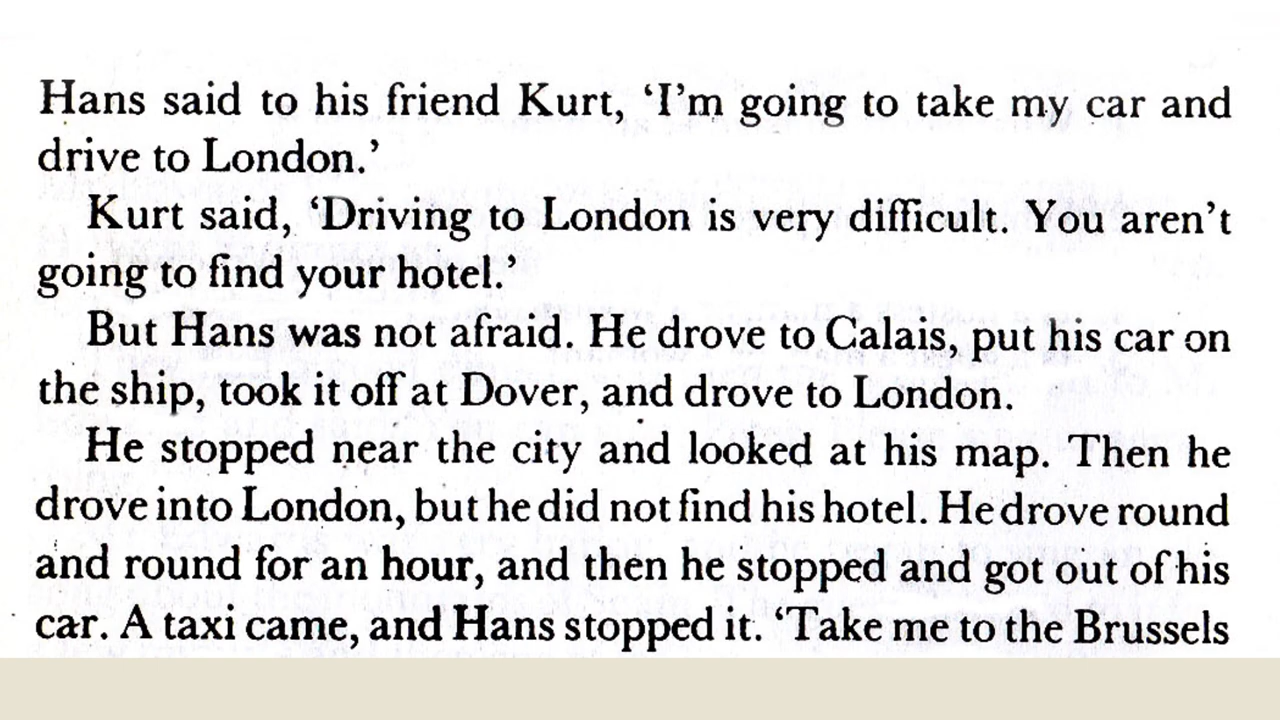 Hans said to his friend Kurt, ‘I’m going to take my car and
drive to London.’
Kurt said, ‘Driving to London is very difficult. You aren’t
going to find your hotel.’
But Hans was not afraid. He drove to Calais, put his car on
the ship, took it off at Dover, and drove to London.
He stopped near the city and looked at his map. Then he
drove into London, but he did not find his hotel. He drove round
and round for an hour, and then he stopped and got out of his
car. A taxi came, and Hans stopped it. ‘Take me to the Brussels